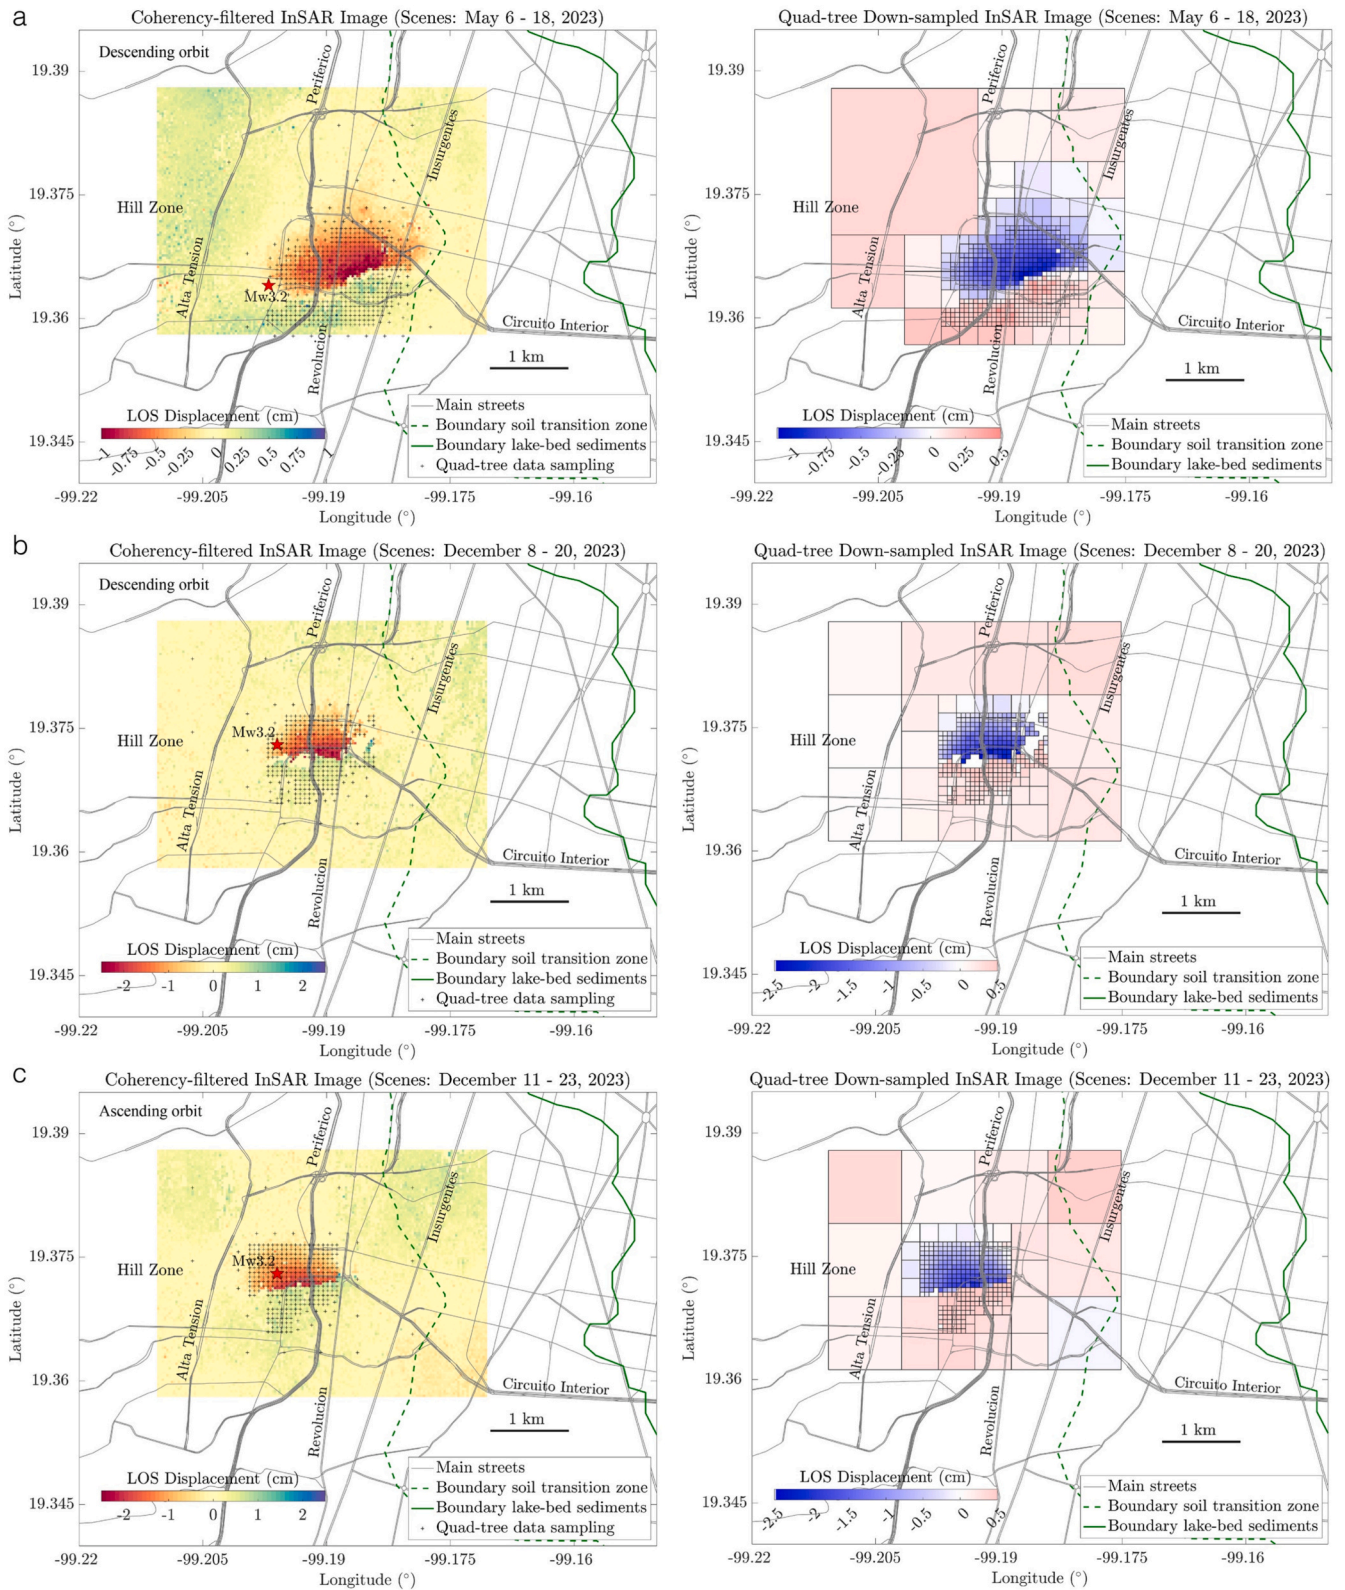 a
Coherency-filtered InSAR Image (Scenes: May 6 - 18, 2023)
Descending orbit
19.39
19.375
19.36
19.345
Latitude (°)
Periferico
Insurgentes
Hill Zone
Alta Tension
Mw3.2
Revolucion
Circuito Interior
1 km
LOS Displacement (cm)
-1 -0.75 -0.5 -0.25 0 0.25 0.5 0.75 1
Main streets
Boundary soil transition zone
Boundary lake-bed sediments
Quad-tree data sampling
-99.22 -99.205 -99.19 -99.175 -99.16
Longitude (°)
Quad-tree Down-sampled InSAR Image (Scenes: May 6 - 18, 2023)
19.39
19.375
19.36
19.345
Latitude (°)
Periferico
Insurgentes
Hill Zone
Alta Tension
Revolucion
Circuito Interior
1 km
LOS Displacement (cm)
-1 -0.75 -0.5 -0.25 0 0.25 0.5
Main streets
Boundary soil transition zone
Boundary lake-bed sediments
-99.22 -99.205 -99.19 -99.175 -99.16
Longitude (°)
b
Coherency-filtered InSAR Image (Scenes: December 8 - 20, 2023)
Descending orbit
19.39
19.375
19.36
19.345
Latitude (°)
Periferico
Insurgentes
Mw3.2
Hill Zone
Alta Tension
Revolucion
Circuito Interior
1 km
LOS Displacement (cm)
-2 -1 0 1 2
Main streets
Boundary soil transition zone
Boundary lake-bed sediments
Quad-tree data sampling
-99.22 -99.205 -99.19 -99.175 -99.16
Longitude (°)
Quad-tree Down-sampled InSAR Image (Scenes: December 8 - 20, 2023)
19.39
19.375
19.36
19.345
Latitude (°)
Periferico
Insurgentes
Hill Zone
Alta Tension
Revolucion
Circuito Interior
1 km
LOS Displacement (cm)
-2.5 -2 -1.5 -1 -0.5 0 0.5
Main streets
Boundary soil transition zone
Boundary lake-bed sediments
-99.22 -99.205 -99.19 -99.175 -99.16
Longitude (°)
c
Coherency-filtered InSAR Image (Scenes: December 11 - 23, 2023)
Ascending orbit
19.39
19.375
19.36
19.345
Latitude (°)
Periferico
Insurgentes
Mw3.2
Hill Zone
Alta Tension
Revolucion
Circuito Interior
1 km
LOS Displacement (cm)
-2 -1 0 1 2
Main streets
Boundary soil transition zone
Boundary lake-bed sediments
Quad-tree data sampling
-99.22 -99.205 -99.19 -99.175 -99.16
Longitude (°)
Quad-tree Down-sampled InSAR Image (Scenes: December 11 - 23, 2023)
19.39
19.375
19.36
19.345
Latitude (°)
Periferico
Insurgentes
Hill Zone
Alta Tension
Revolucion
Circuito Interior
1 km
LOS Displacement (cm)
-2.5 -2 -1.5 -1 -0.5 0 0.5
Main streets
Boundary soil transition zone
Boundary lake-bed sediments
-99.22 -99.205 -99.19 -99.175 -99.16
Longitude (°)